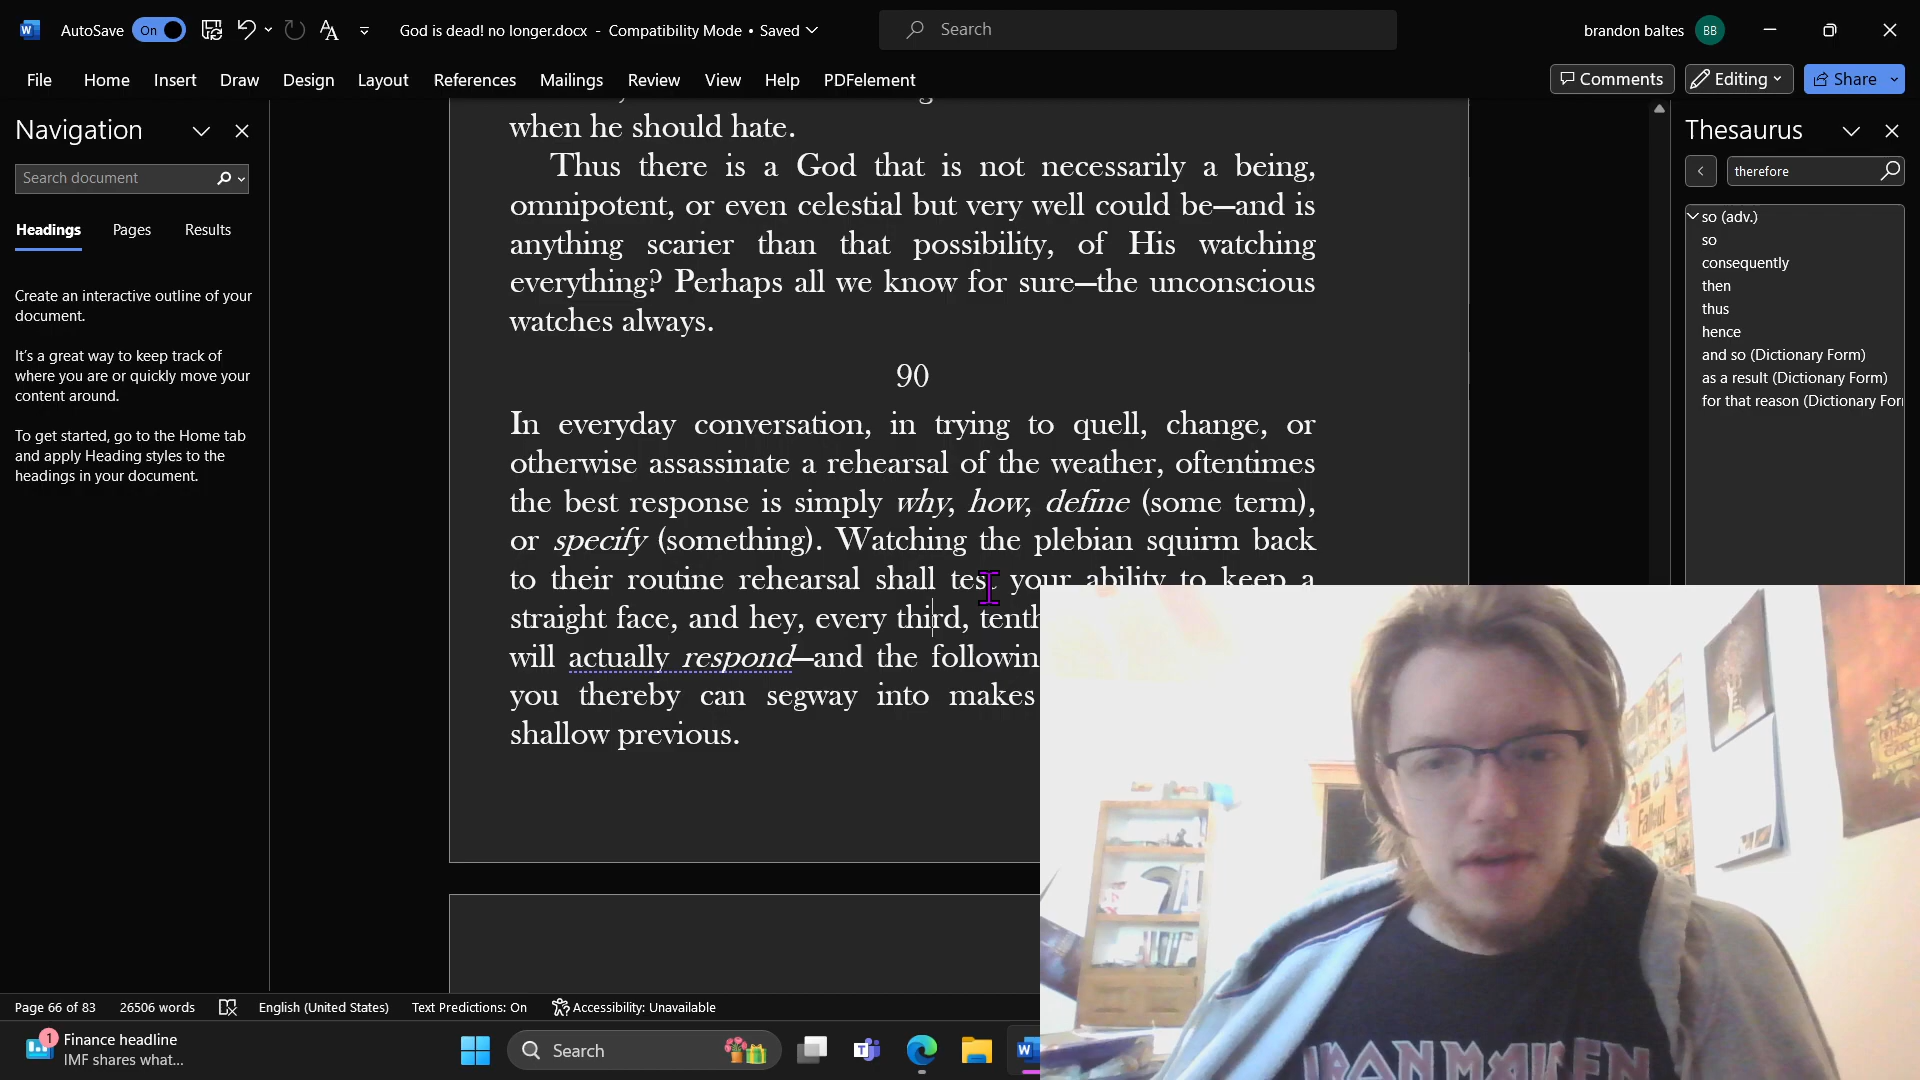 AutoSave On God is dead! no longer.docx - Compatibility Mode • Saved Search brandon baltes BB
File Home Insert Draw Design Layout References Mailings Review View Help PDFelement Comments Editing Share
Navigation
Search document
Headings Pages Results
Create an interactive outline of your
document.
It's a great way to keep track of
where you are or quickly move your
content around.
To get started, go to the Home tab
and apply Heading styles to the
headings in your document.
when he should hate.
Thus there is a God that is not necessarily a being,
omnipotent, or even celestial but very well could be—and is
anything scarier than that possibility, of His watching
everything? Perhaps all we know for sure—the unconscious
watches always.
90
In everyday conversation, in trying to quell, change, or
otherwise assassinate a rehearsal of the weather, oftentimes
the best response is simply why, how, define (some term),
or specify (something). Watching the plebian squirm back
to their routine rehearsal shall test your ability to keep a
straight face, and hey, every third, tenth
will actually respond—and the followin
you thereby can segway into makes
shallow previous.
Thesaurus
therefore
so (adv.)
so
consequently
then
thus
hence
and so (Dictionary Form)
as a result (Dictionary Form)
for that reason (Dictionary For
Fallout
IRON MAIDEN
Page 66 of 83 26506 words English (United States) Text Predictions: On Accessibility: Unavailable
1 Finance headline
IMF shares what...
Search